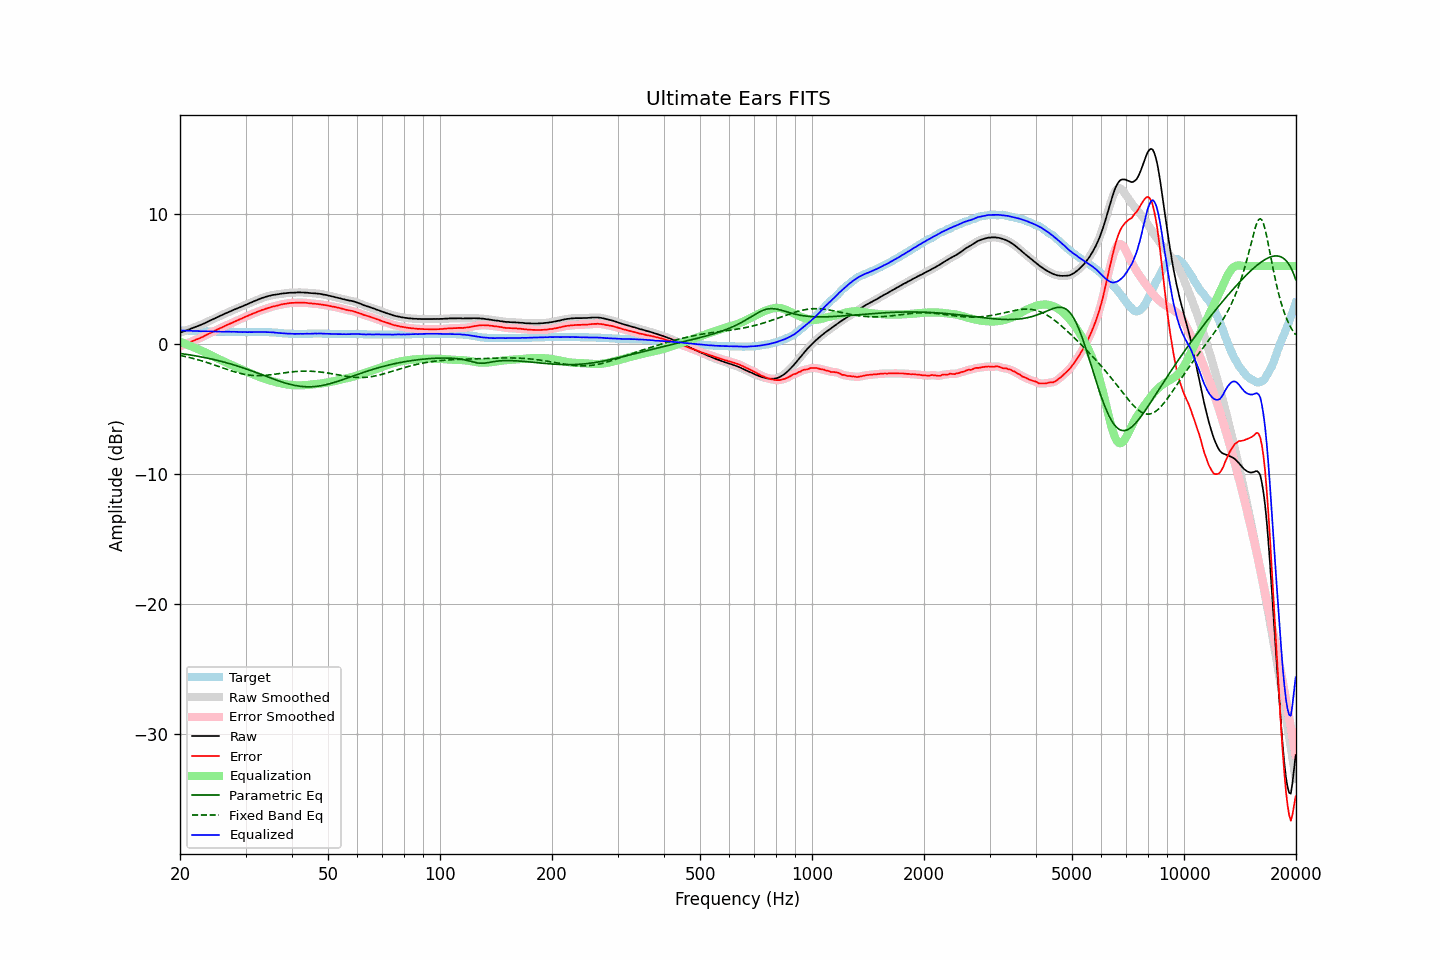 Ultimate Ears FITS
10
0
−10
−20
−30
Amplitude (dBr)
Target
Raw Smoothed
Error Smoothed
Raw
Error
Equalization
Parametric Eq
Fixed Band Eq
Equalized
20 50 100 200 500 1000 2000 5000 10000 20000
Frequency (Hz)